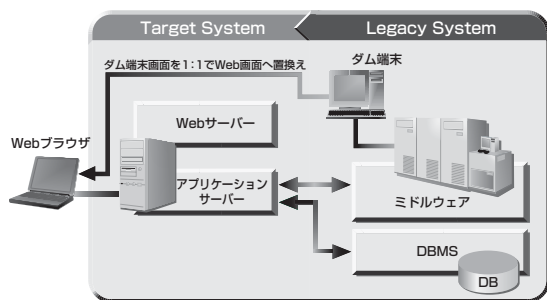 Target System
Legacy System
ダム端末画面を1:1でWeb画面へ置換え
ダム端末
Webサーバー
Webブラウザ
アプリケーション
サーバー
ミドルウェア
DBMS
DB